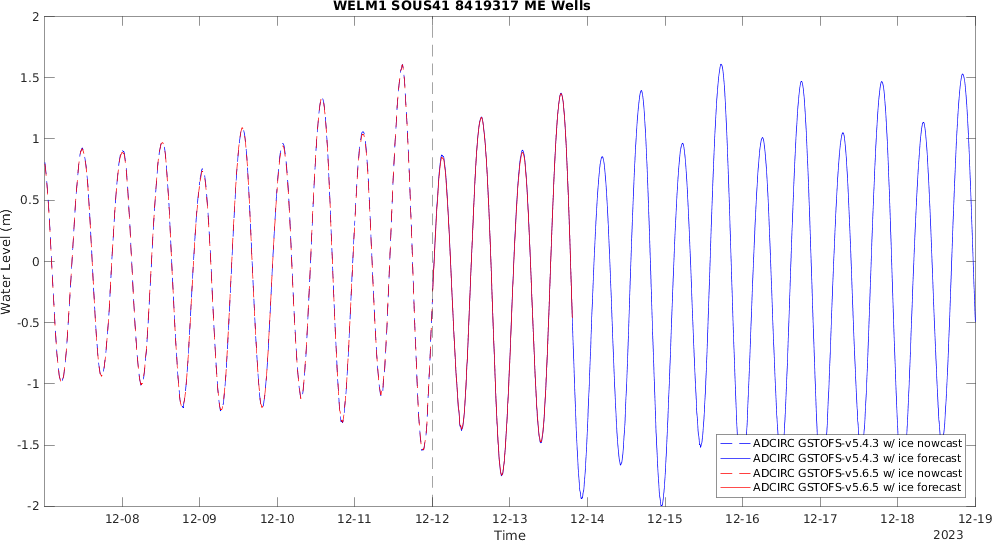 WELM1 SOUS41 8419317 ME Wells
Water Level (m)
2
1.5
1
0.5
0
-0.5
-1
-1.5
-2
ADCIRC GSTOFS-v5.4.3 w/ ice nowcast
ADCIRC GSTOFS-v5.4.3 w/ ice forecast
ADCIRC GSTOFS-v5.6.5 w/ ice nowcast
ADCIRC GSTOFS-v5.6.5 w/ ice forecast
12-08 12-09 12-10 12-11 12-12 12-13 12-14 12-15 12-16 12-17 12-18 12-19
Time
2023